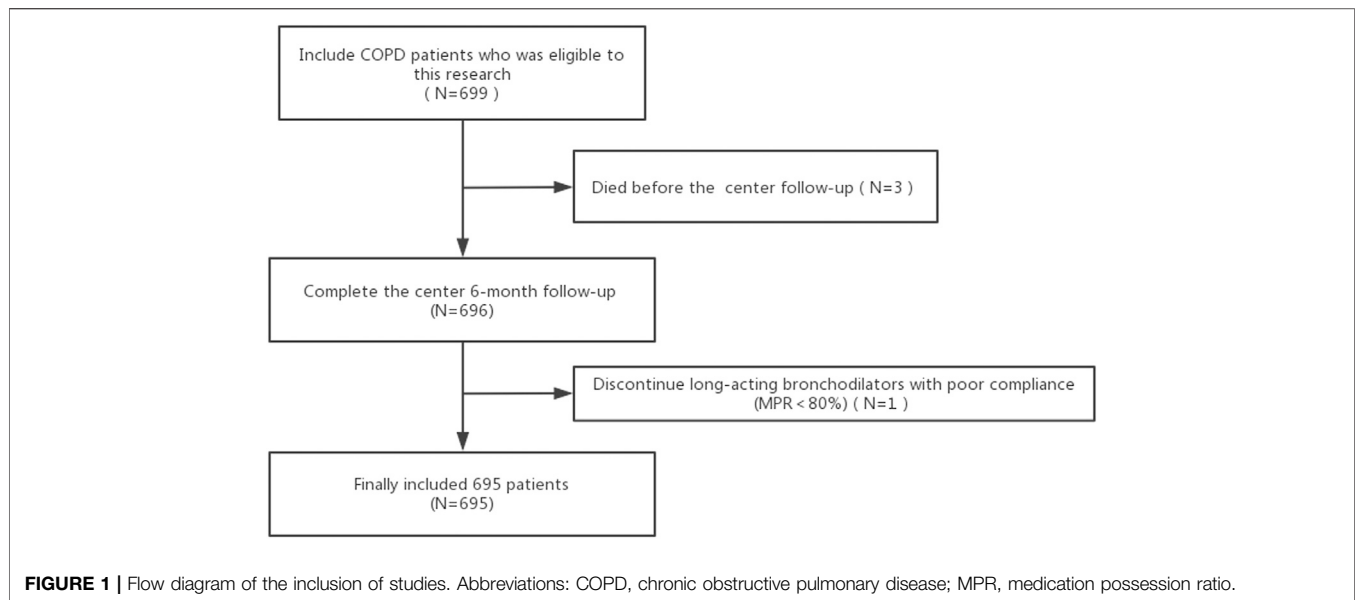 Include COPD patients who was eligible to
this research
( N=699 )
Died before the  center follow-up ( N=3 )
Complete the center 6-month follow-up
(N=696)
Discontinue long-acting bronchodilators with poor compliance
(MPR < 80%) ( N=1 )
Finally included 695 patients
(N=695)
FIGURE 1 | Flow diagram of the inclusion of studies. Abbreviations: COPD, chronic obstructive pulmonary disease; MPR, medication possession ratio.